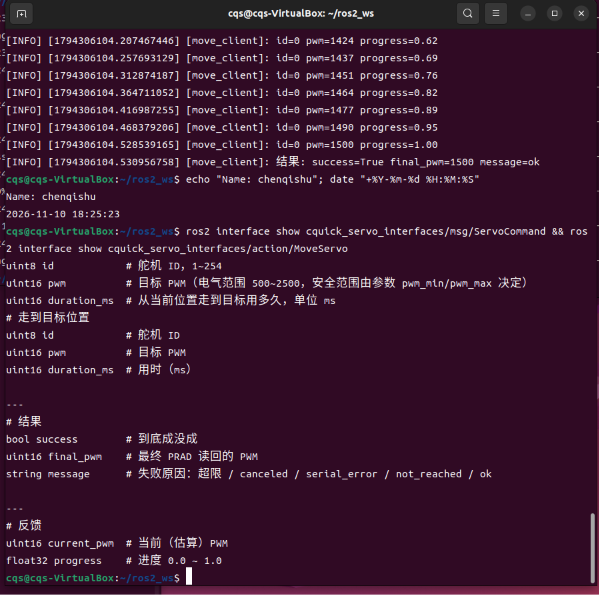 cqs@cqs-VirtualBox: ~/ros2_ws
[INFO] [1794306104.207467446] [move_client]: id=0 pwm=1424 progress=0.62
[INFO] [1794306104.257693129] [move_client]: id=0 pwm=1437 progress=0.69
[INFO] [1794306104.312874187] [move_client]: id=0 pwm=1451 progress=0.76
[INFO] [1794306104.364711052] [move_client]: id=0 pwm=1464 progress=0.82
[INFO] [1794306104.416987255] [move_client]: id=0 pwm=1477 progress=0.89
[INFO] [1794306104.468379206] [move_client]: id=0 pwm=1490 progress=0.95
[INFO] [1794306104.528539165] [move_client]: id=0 pwm=1500 progress=1.00
[INFO] [1794306104.530956758] [move_client]: 结果: success=True final_pwm=1500 message=ok
cqs@cqs-VirtualBox:~/ros2_ws$ echo "Name: chenqishu"; date "+%Y-%m-%d %H:%M:%S"
Name: chenqishu
2026-11-10 18:25:23
cqs@cqs-VirtualBox:~/ros2_ws$ ros2 interface show cquick_servo_interfaces/msg/ServoCommand && ros
2 interface show cquick_servo_interfaces/action/MoveServo
uint8 id # 舵机 ID，1~254
uint16 pwm # 目标 PWM（电气范围 500~2500，安全范围由参数 pwm_min/pwm_max 决定）
uint16 duration_ms # 从当前位置走到目标用多久，单位 ms
# 走到目标位置
uint8 id # 舵机 ID
uint16 pwm # 目标 PWM
uint16 duration_ms # 用时（ms）
---
# 结果
bool success # 到底成没成
uint16 final_pwm # 最终 PRAD 读回的 PWM
string message # 失败原因：超限 / canceled / serial_error / not_reached / ok
---
# 反馈
uint16 current_pwm # 当前（估算）PWM
float32 progress # 进度 0.0 ~ 1.0
cqs@cqs-VirtualBox:~/ros2_ws$